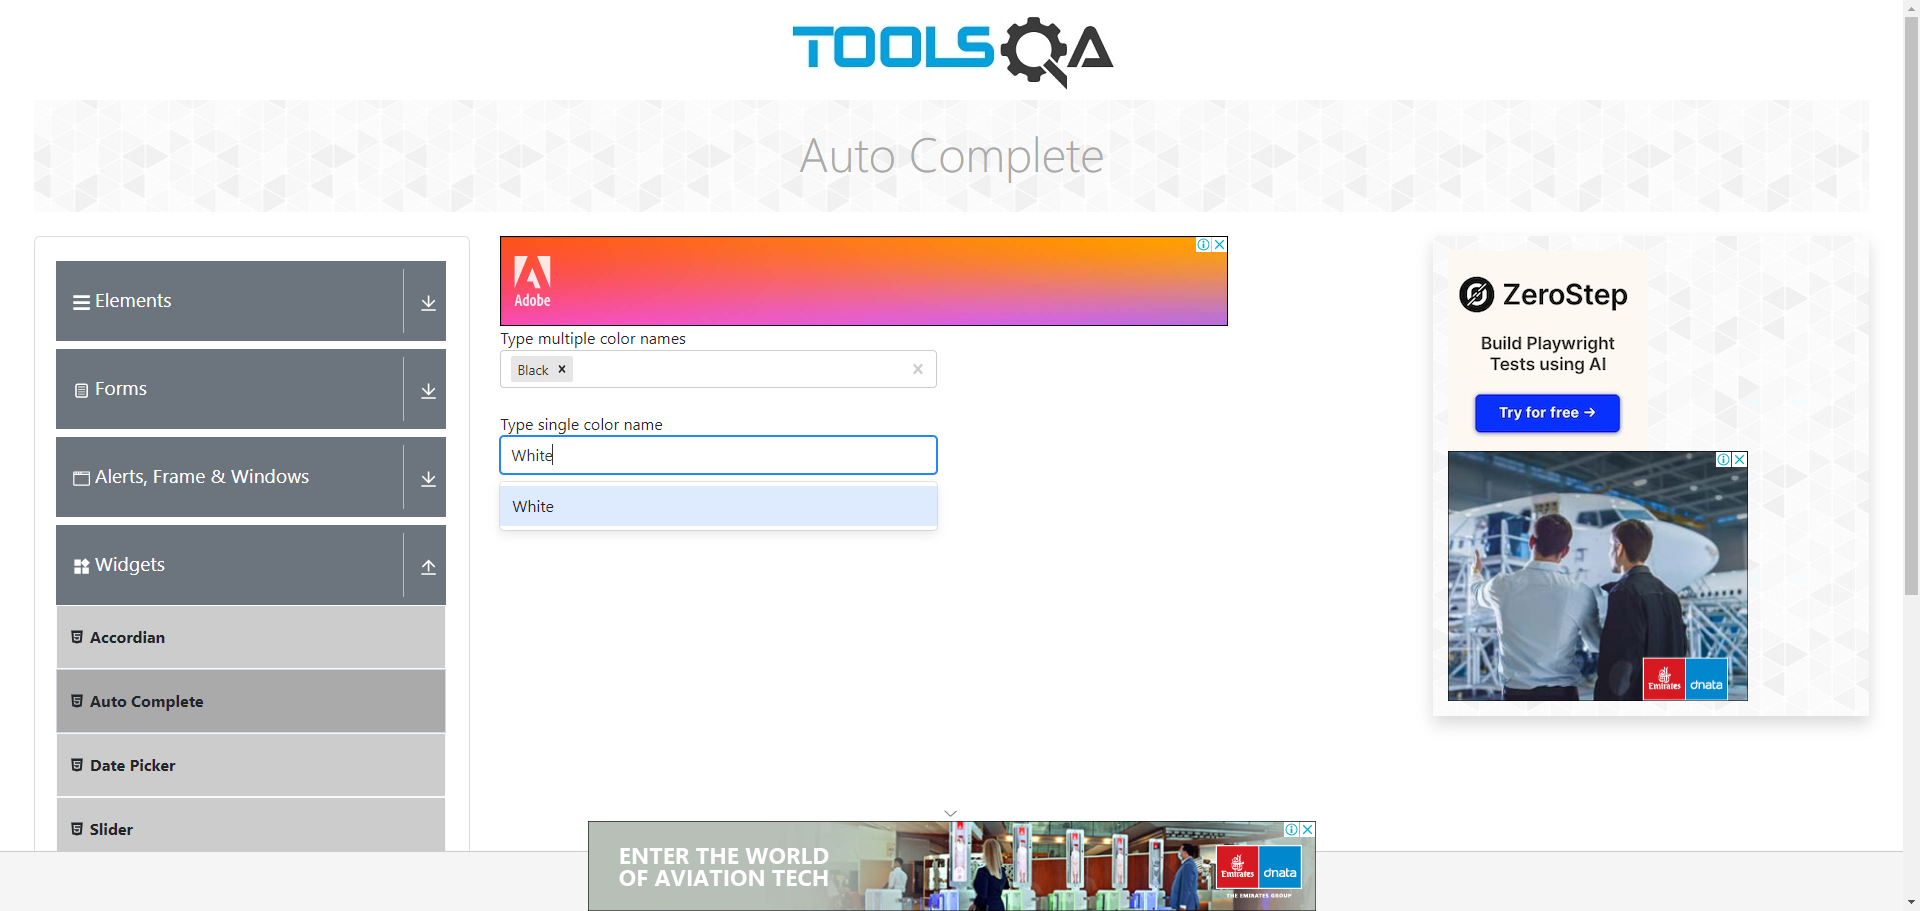 TOOLSQA
Auto Complete
Elements
Forms
Alerts, Frame & Windows
Widgets
Accordian
Auto Complete
Date Picker
Slider
Adobe
Type multiple color names
Black
Type single color name
White
White
ZeroStep
Build Playwright
Tests using AI
Try for free →
Emirates
dnata
ENTER THE WORLD
OF AVIATION TECH
Emirates
dnata
THE EMIRATES GROUP